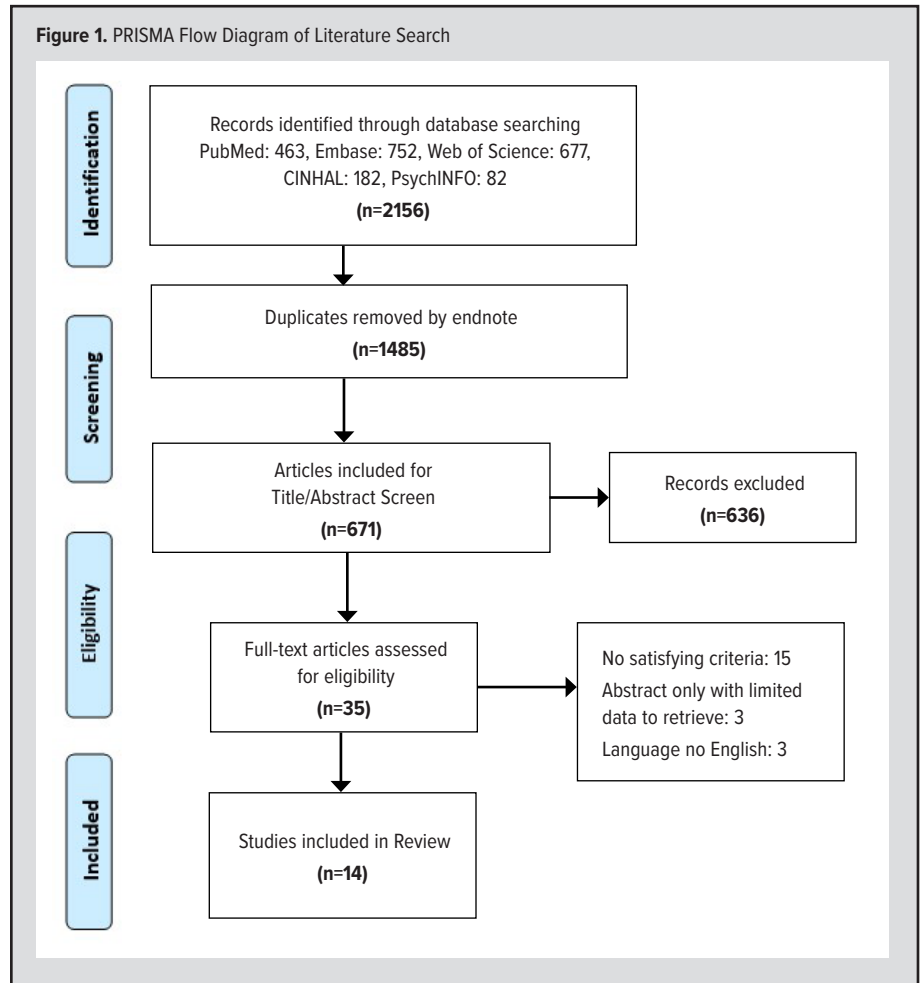 Figure 1. PRISMA Flow Diagram of Literature Search
Identification
Records identified through database searching
PubMed: 463, Embase: 752, Web of Science: 677,
CINHAL: 182, PsychINFO: 82
(n=2156)
Screening
Duplicates removed by endnote
(n=1485)
Articles included for
Title/Abstract Screen
(n=671)
Records excluded
(n=636)
Eligibility
Full-text articles assessed
for eligibility
(n=35)
No satisfying criteria: 15
Abstract only with limited
data to retrieve: 3
Language no English: 3
Included
Studies included in Review
(n=14)